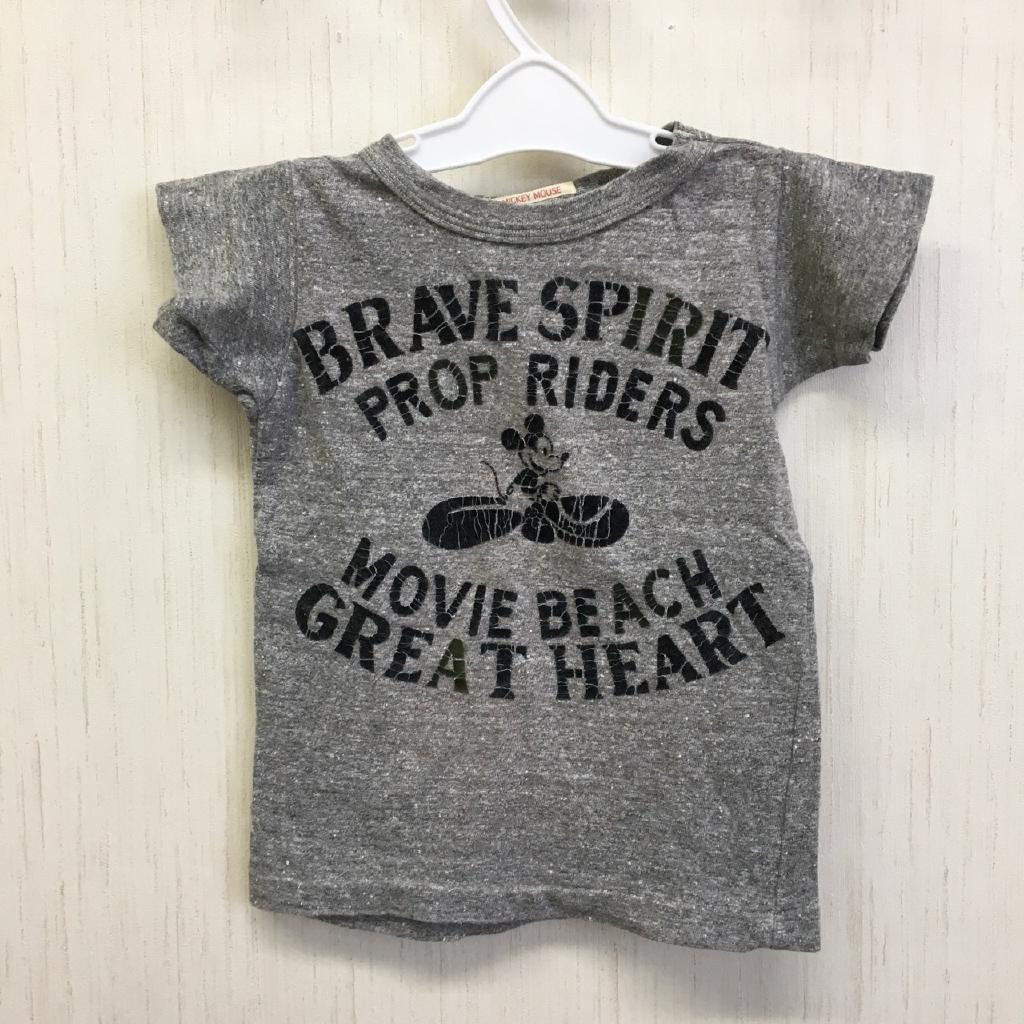 MICKEY MOUSE
BRAVE SPIRIT
PROP RIDERS
MOVIE BEACH
GREAT HEART